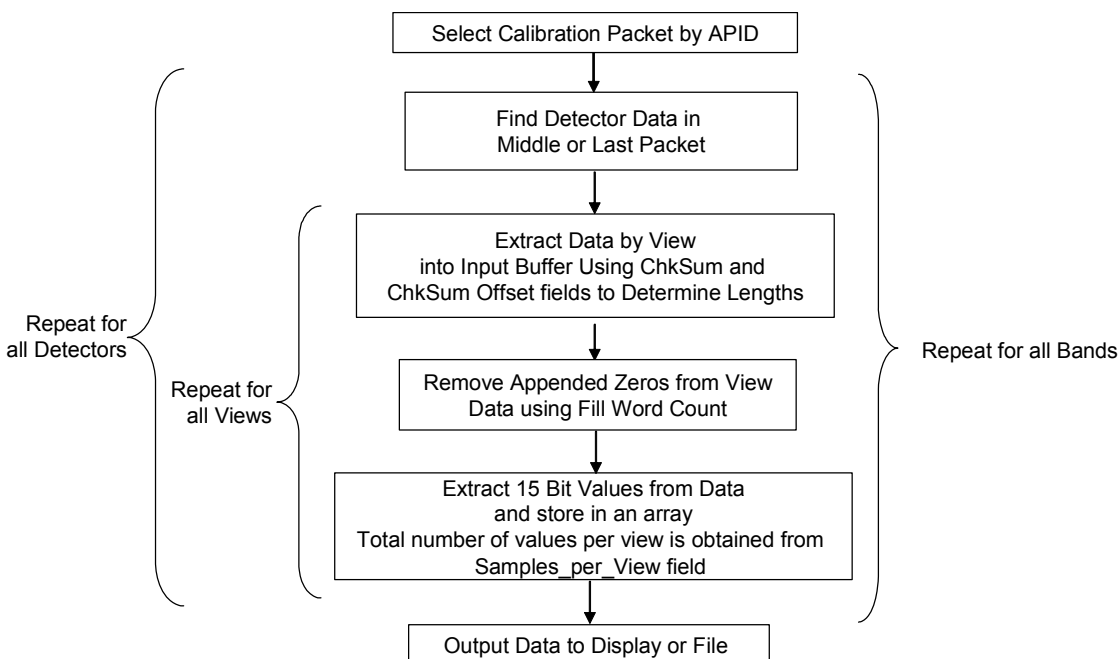 Select Calibration Packet by APID
Find Detector Data in
Middle or Last Packet
Extract Data by View
into Input Buffer Using ChkSum and
ChkSum Offset fields to Determine Lengths
Repeat for
all Detectors
Repeat for all Bands
Remove Appended Zeros from View
Data using Fill Word Count
Repeat for
all Views
Extract 15 Bit Values from Data
and store in an array
Total number of values per view is obtained from
Samples_per_View field
Output Data to Display or File